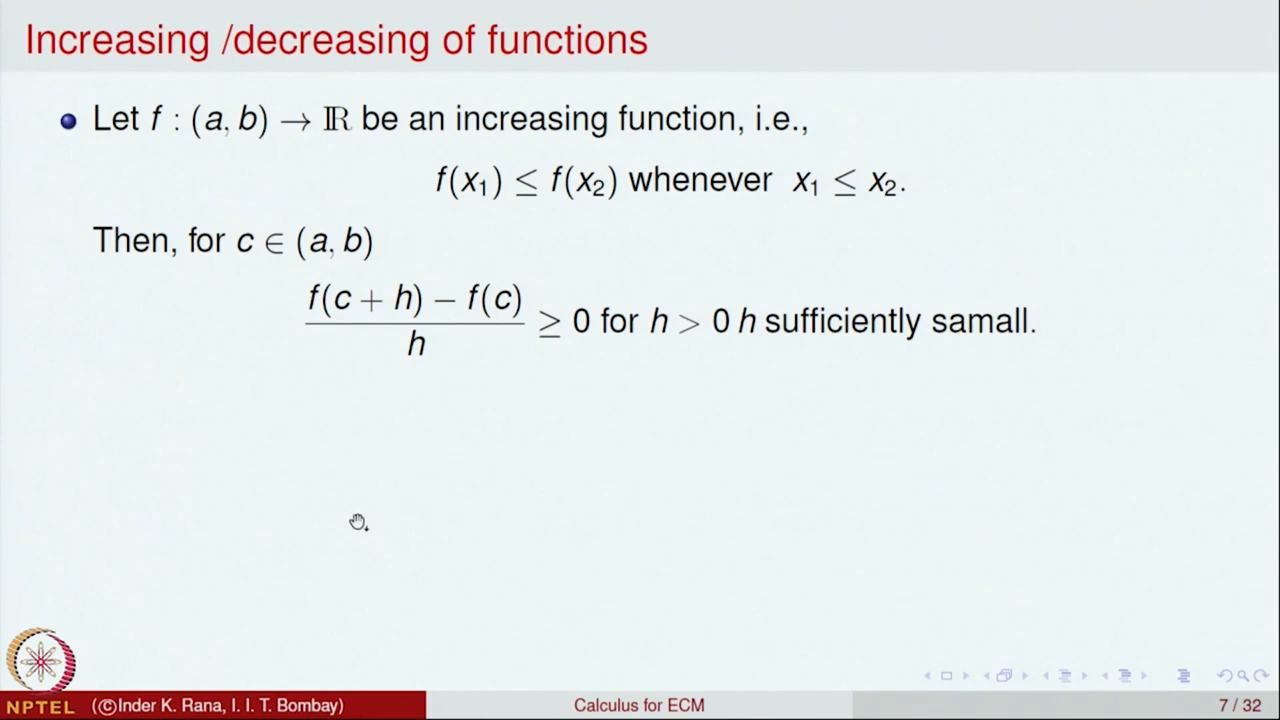 Increasing /decreasing of functions
Let f : (a, b) → ℝ be an increasing function, i.e.,
f(x₁) ≤ f(x₂) whenever x₁ ≤ x₂.
Then, for c ∈ (a, b)
f(c + h) − f(c)
h
≥ 0 for h > 0 h sufficiently samall.
NPTEL
(©Inder K. Rana, I. I. T. Bombay)
Calculus for ECM
7 / 32